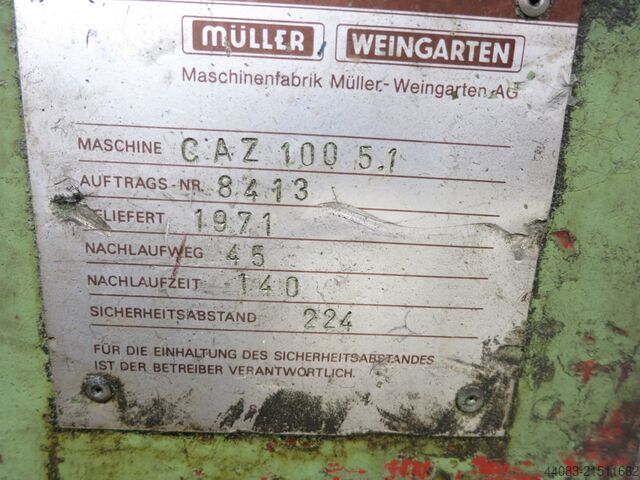 MÜLLER WEINGARTEN
Maschinenfabrik Müller-Weingarten AG
MASCHINE CAZ 100 5.1
AUFTRAGS-NR. 8413
GELIEFERT 1971
NACHLAUFWEG 45
NACHLAUFZEIT 140
SICHERHEITSABSTAND 224
FÜR DIE EINHALTUNG DES SICHERHEITSABSTANDES
IST DER BETREIBER VERANTWORTLICH.
44083-21511682